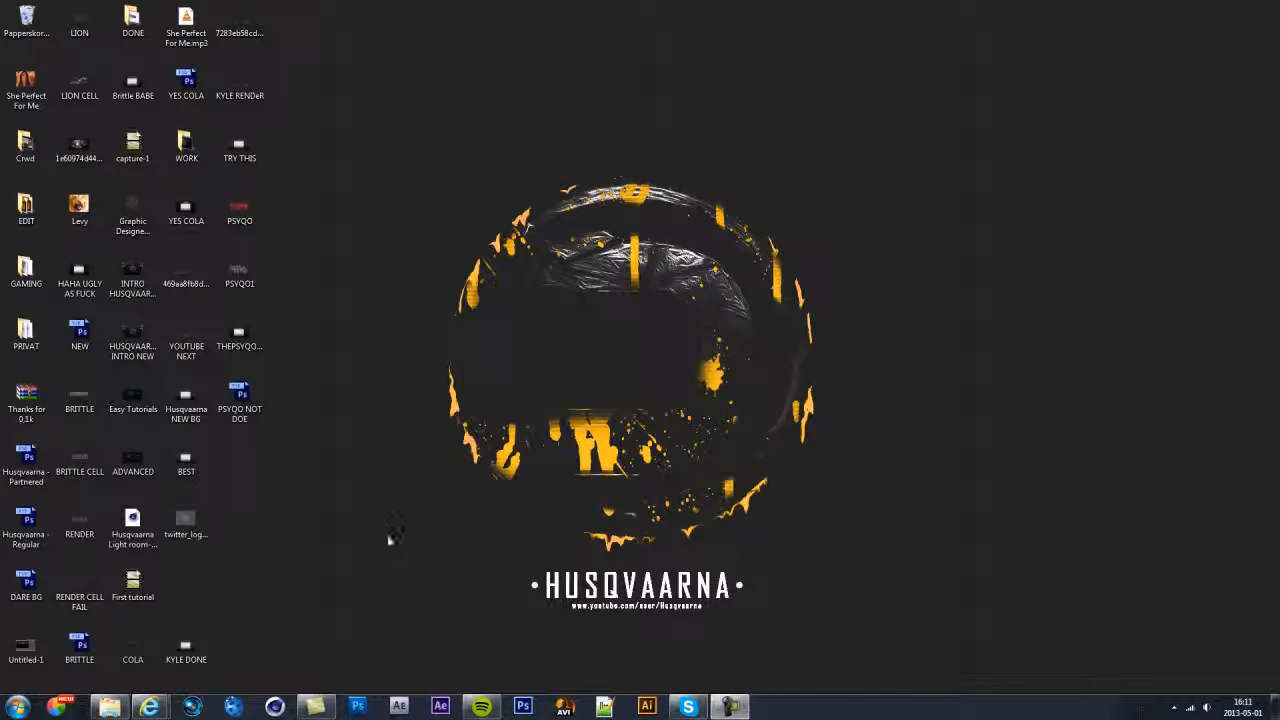 Papperskor...
LION
DONE
She Perfect
For Me.mp3
7283eb58cd...
She Perfect
For Me
LION CELL
Brittle BABE
YES COLA
KYLE RENDeR
Crwd
1e60974d44...
capture-1
WORK
TRY THIS
EDIT
Levy
Graphic
Designe...
YES COLA
PSYQO
GAMING
HAHA UGLY
AS FUCK
INTRO
HUSQVAAR...
469aa8fb8d...
PSYQO1
PRIVAT
NEW
HUSQVAAR...
INTRO NEW
YOUTUBE
NEXT
THEPSYQO...
Thanks for
0,1k
BRITTLE
Easy Tutorials
Husqvaarna
NEW BG
PSYQO NOT
DOE
Husqvaarna -
Partnered
BRITTLE CELL
ADVANCED
BEST
Husqvaarna -
Regular
RENDER
Husqvaarna
Light room-...
twitter_log...
DARE BG
RENDER CELL
FAIL
First tutorial
Untitled-1
BRITTLE
COLA
KYLE DONE
•HUSQVAARNA•
www.youtube.com/user/Husqvaarna
16:11
2013-05-01